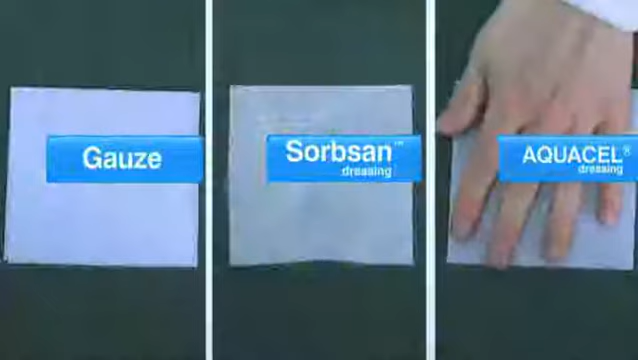 Gauze
Sorbsan™
dressing
AQUACEL®
dressing